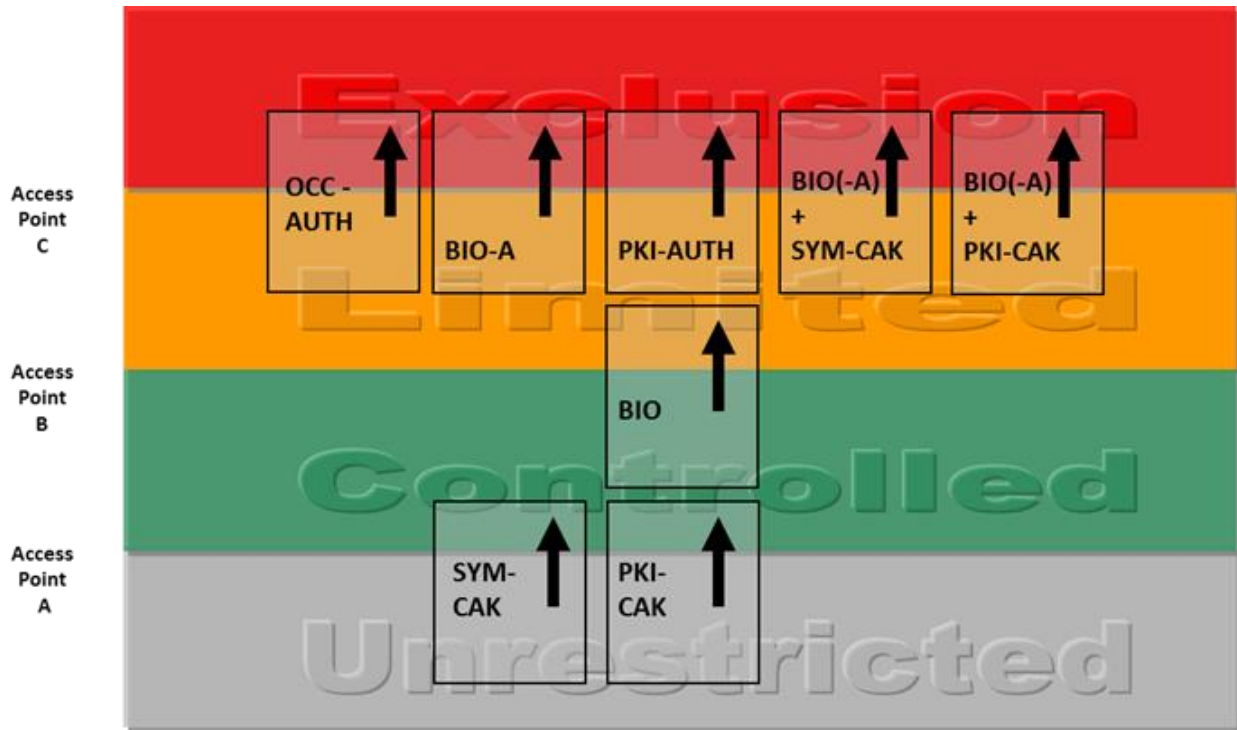 Exclusion
Access
Point
C
OCC -
AUTH
BIO-A
PKI-AUTH
BIO(-A)
+
SYM-CAK
BIO(-A)
+
PKI-CAK
Limited
Access
Point
B
BIO
Controlled
Access
Point
A
SYM-
CAK
PKI-
CAK
Unrestricted